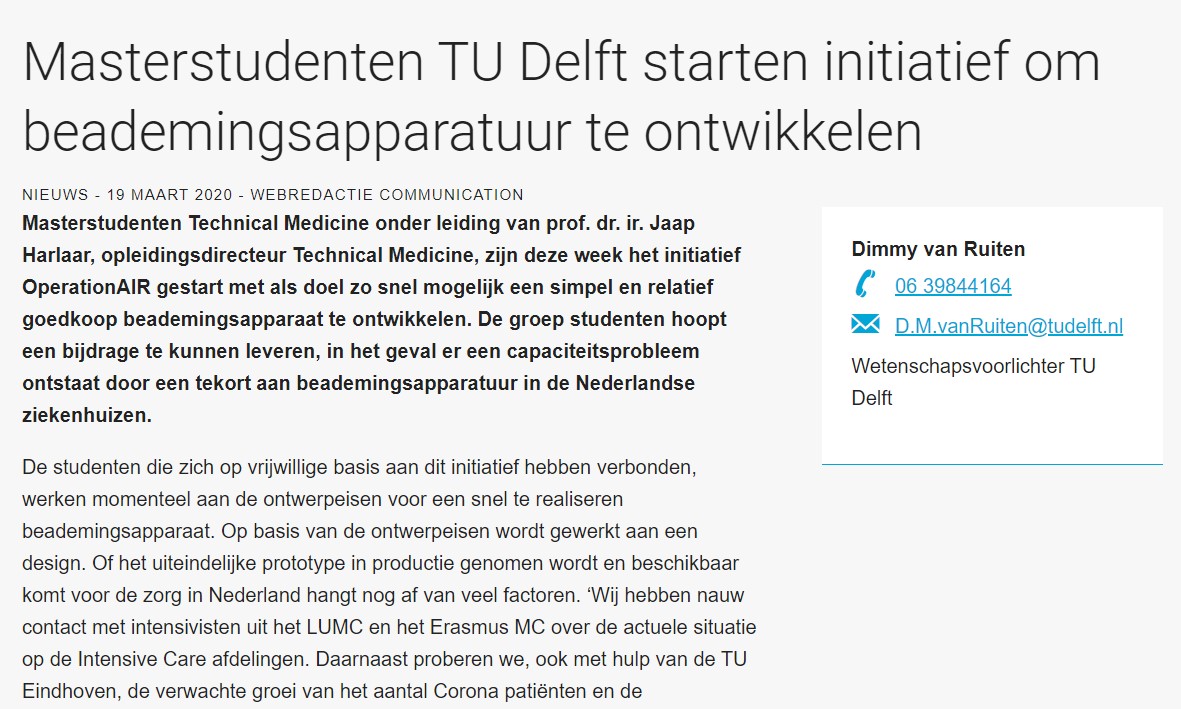 Masterstudenten TU Delft starten initiatief om
beademingsapparatuur te ontwikkelen
NIEUWS - 19 MAART 2020 - WEBREDACTIE COMMUNICATION
Masterstudenten Technical Medicine onder leiding van prof. dr. ir. Jaap
Harlaar, opleidingsdirecteur Technical Medicine, zijn deze week het initiatief
OperationAIR gestart met als doel zo snel mogelijk een simpel en relatief
goedkoop beademingsapparaat te ontwikkelen. De groep studenten hoopt
een bijdrage te kunnen leveren, in het geval er een capaciteitsprobleem
ontstaat door een tekort aan beademingsapparatuur in de Nederlandse
ziekenhuizen.
De studenten die zich op vrijwillige basis aan dit initiatief hebben verbonden,
werken momenteel aan de ontwerpeisen voor een snel te realiseren
beademingsapparaat. Op basis van de ontwerpeisen wordt gewerkt aan een
design. Of het uiteindelijke prototype in productie genomen wordt en beschikbaar
komt voor de zorg in Nederland hangt nog af van veel factoren. ‘Wij hebben nauw
contact met intensivisten uit het LUMC en het Erasmus MC over de actuele situatie
op de Intensive Care afdelingen. Daarnaast proberen we, ook met hulp van de TU
Eindhoven, de verwachte groei van het aantal Corona patiënten en de
Dimmy van Ruiten
06 39844164
D.M.vanRuiten@tudelft.nl
Wetenschapsvoorlichter TU
Delft